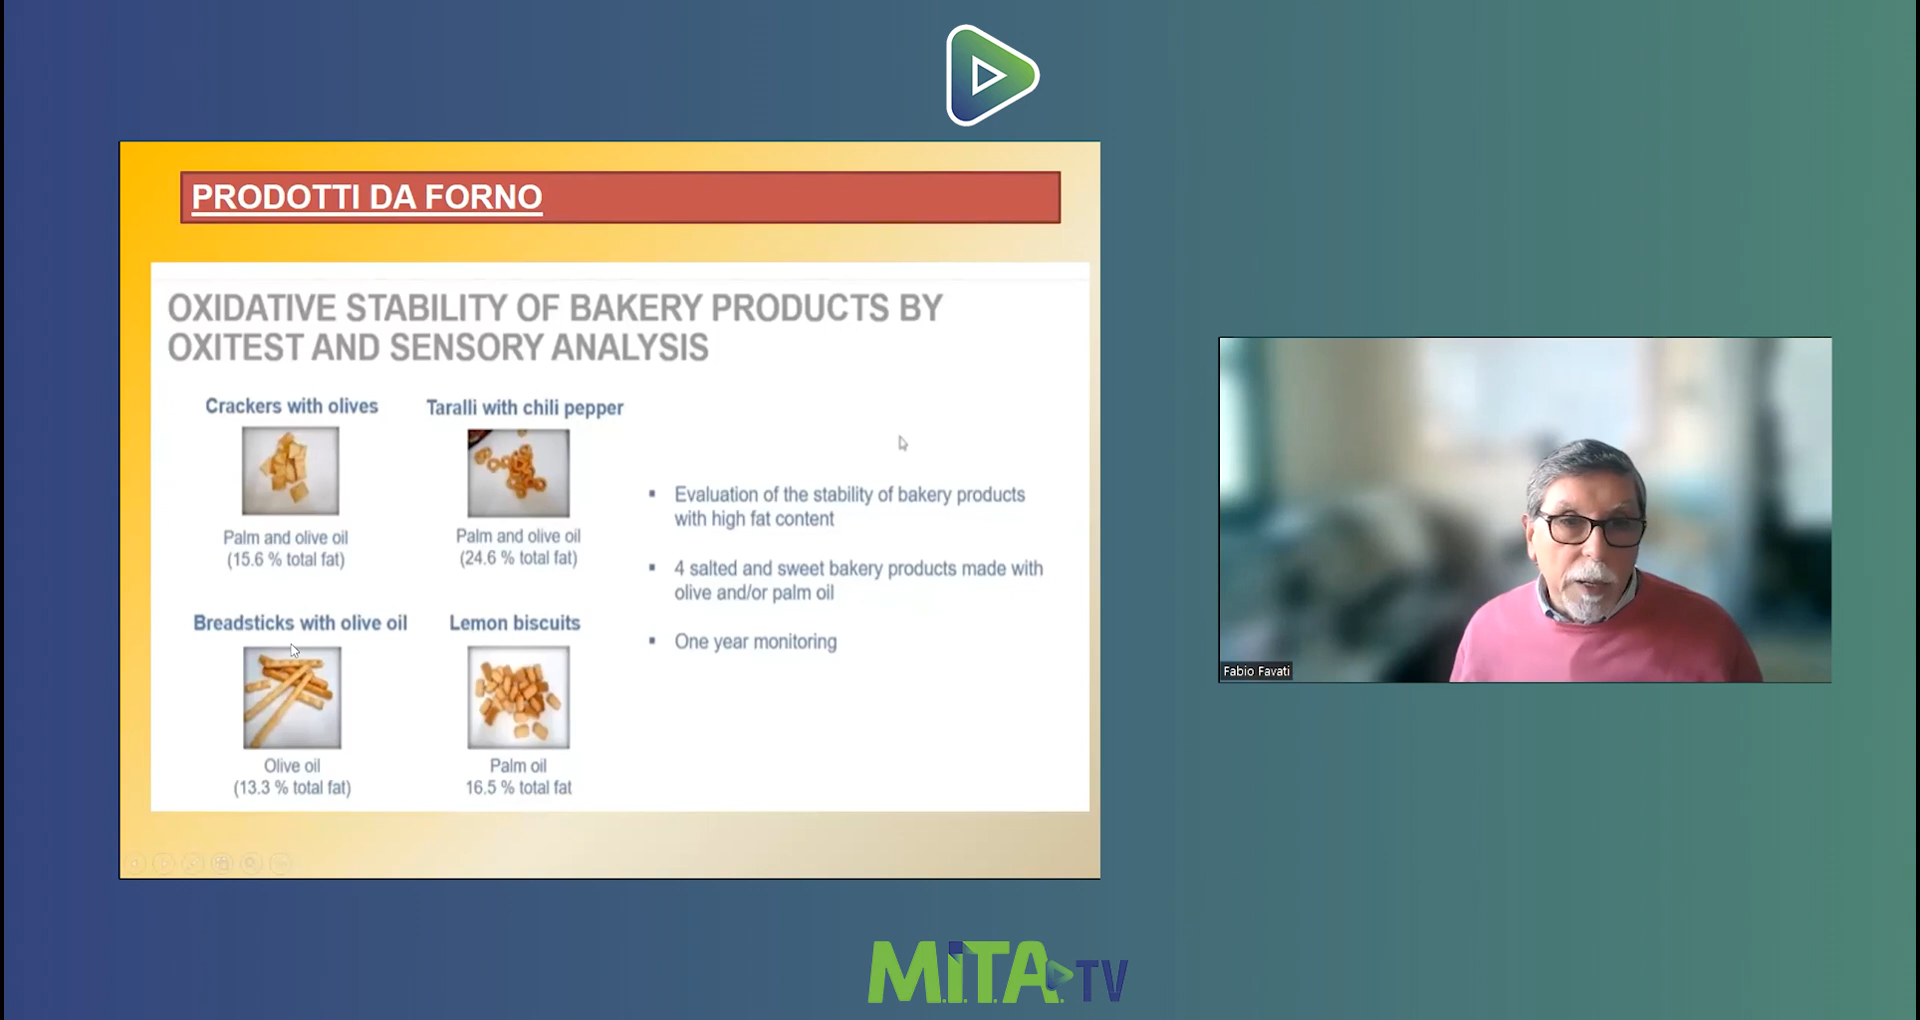 PRODOTTI DA FORNO
OXIDATIVE STABILITY OF BAKERY PRODUCTS BY
OXITEST AND SENSORY ANALYSIS
Crackers with olives
Palm and olive oil
(15.6 % total fat)
Taralli with chili pepper
Palm and olive oil
(24.6 % total fat)
Breadsticks with olive oil
Olive oil
(13.3 % total fat)
Lemon biscuits
Palm oil
16.5 % total fat
▪ Evaluation of the stability of bakery products
with high fat content
▪ 4 salted and sweet bakery products made with
olive and/or palm oil
▪ One year monitoring
Fabio Favati
M.I.T.A. TV